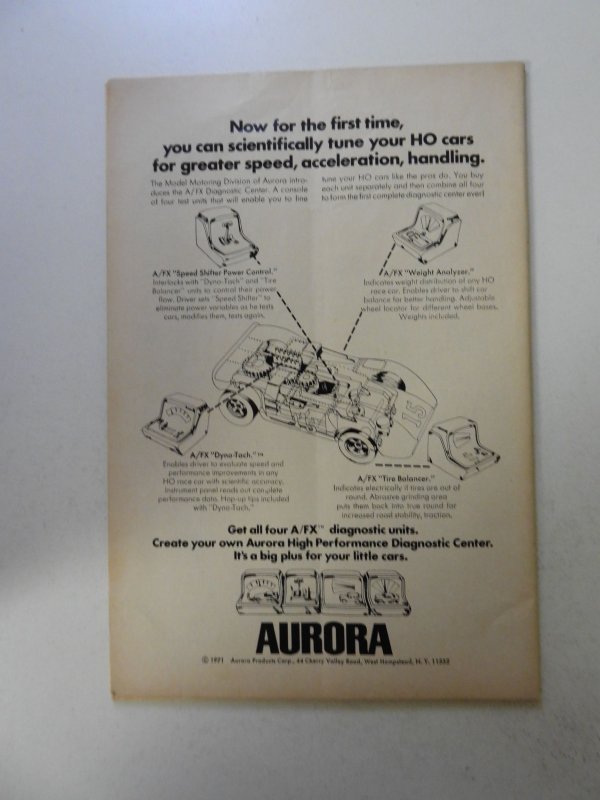 Now for the first time,
you can scientifically tune your HO cars
for greater speed, acceleration, handling.
The Model Motoring Division of Aurora intro-
duces the A/FX Diagnostic Center. A console
of four test units that will enable you to fine
tune your HO cars like the pros do. You buy
each unit separately and then combine all four
to form the first complete diagnostic center ever!
A/FX "Speed Shifter Power Control."
Interlocks with "Dyno-Tach" and "Tire
Balancer" units to control their power
flow. Driver sets "Speed Shifter" to
eliminate power variables as he tests
cars, modifies them, tests again.
A/FX "Weight Analyzer."
Indicates weight distribution of any HO
race car. Enables driver to shift car
balance for better handling. Adjustable
wheel locator for different wheel bases.
Weights included.
15
A/FX "Dyno-Tach."™
Enables driver to evaluate speed and
performance improvements in any
HO race car with scientific accuracy.
Instrument panel reads out complete
performance data. Hop-up tips included
with "Dyno-Tach."
A/FX "Tire Balancer."
Indicates electrically if tires are out of
round. Abrasive grinding area
puts them back into true round for
increased road stability, traction.
Get all four A/FX™ diagnostic units.
Create your own Aurora High Performance Diagnostic Center.
It's a big plus for your little cars.
AURORA
© 1971 Aurora Products Corp., 44 Cherry Valley Road, West Hempstead, N. Y. 11552